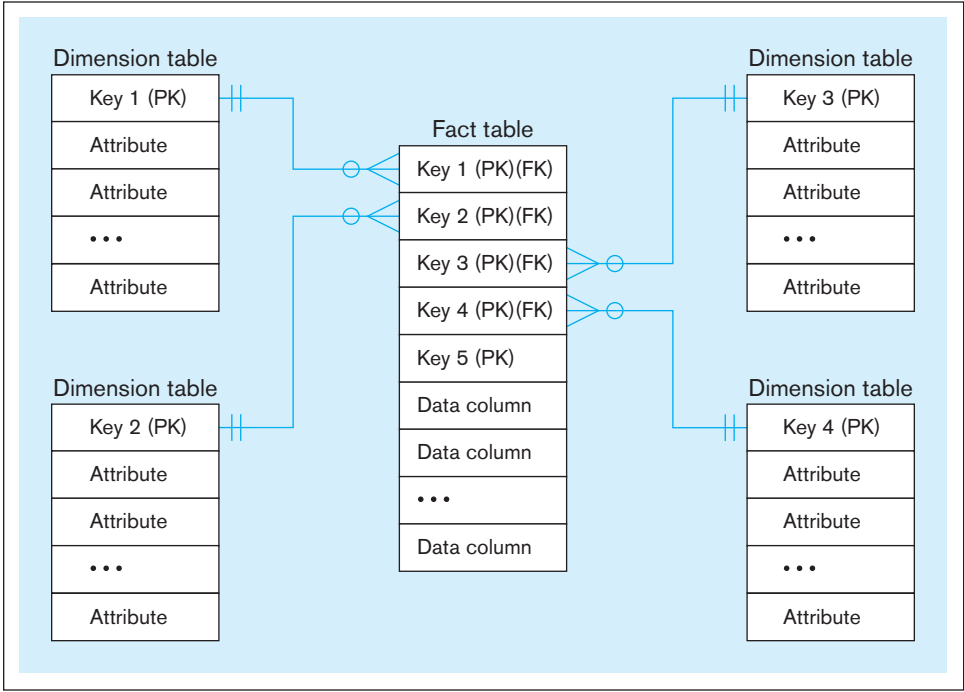 Dimension table
Key 1 (PK)
Attribute
Attribute
•••
Attribute
Dimension table
Key 2 (PK)
Attribute
Attribute
•••
Attribute
Fact table
Key 1 (PK)(FK)
Key 2 (PK)(FK)
Key 3 (PK)(FK)
Key 4 (PK)(FK)
Key 5 (PK)
Data column
Data column
•••
Data column
Dimension table
Key 3 (PK)
Attribute
Attribute
•••
Attribute
Dimension table
Key 4 (PK)
Attribute
Attribute
•••
Attribute